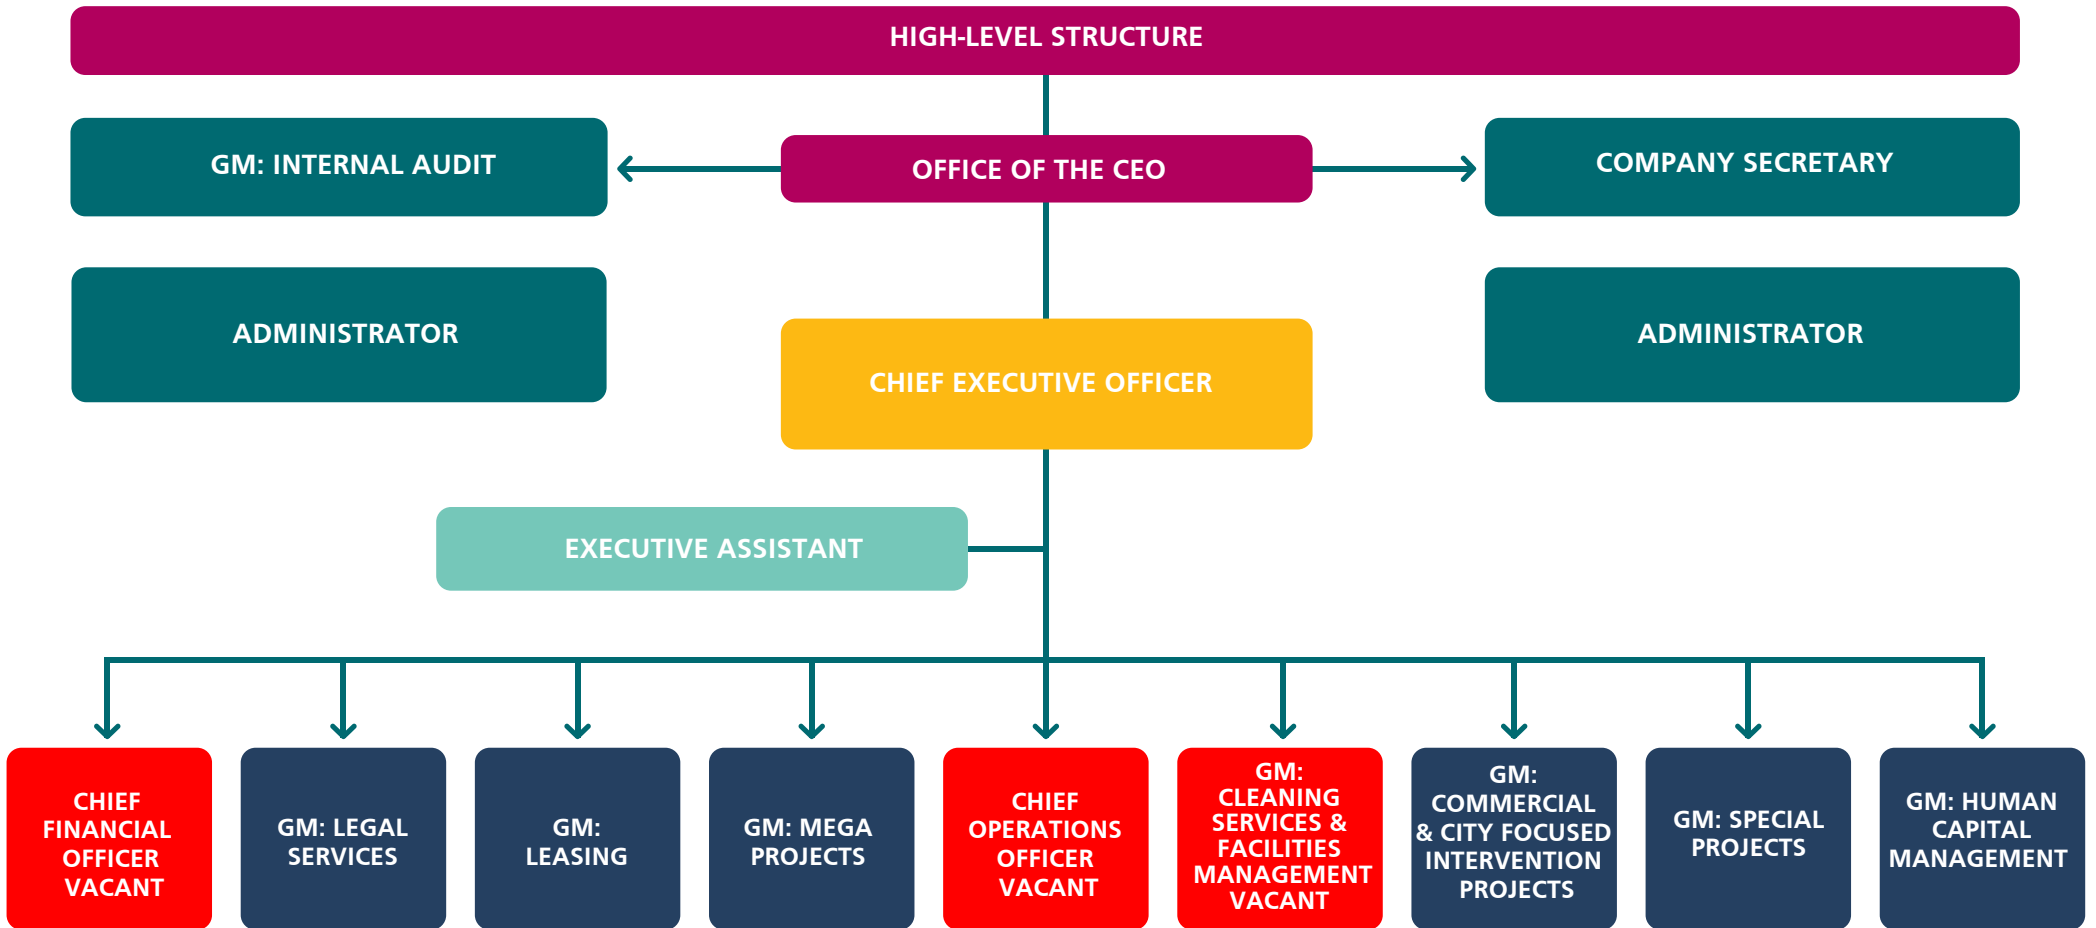 HIGH-LEVEL STRUCTURE
GM: INTERNAL AUDIT
OFFICE OF THE CEO
COMPANY SECRETARY
ADMINISTRATOR
CHIEF EXECUTIVE OFFICER
ADMINISTRATOR
EXECUTIVE ASSISTANT
CHIEF
FINANCIAL
OFFICER
VACANT
GM: LEGAL
SERVICES
GM:
LEASING
GM: MEGA
PROJECTS
CHIEF
OPERATIONS
OFFICER
VACANT
GM:
CLEANING
SERVICES &
FACILITIES
MANAGEMENT
VACANT
GM:
COMMERCIAL
& CITY FOCUSED
INTERVENTION
PROJECTS
GM: SPECIAL
PROJECTS
GM: HUMAN
CAPITAL
MANAGEMENT